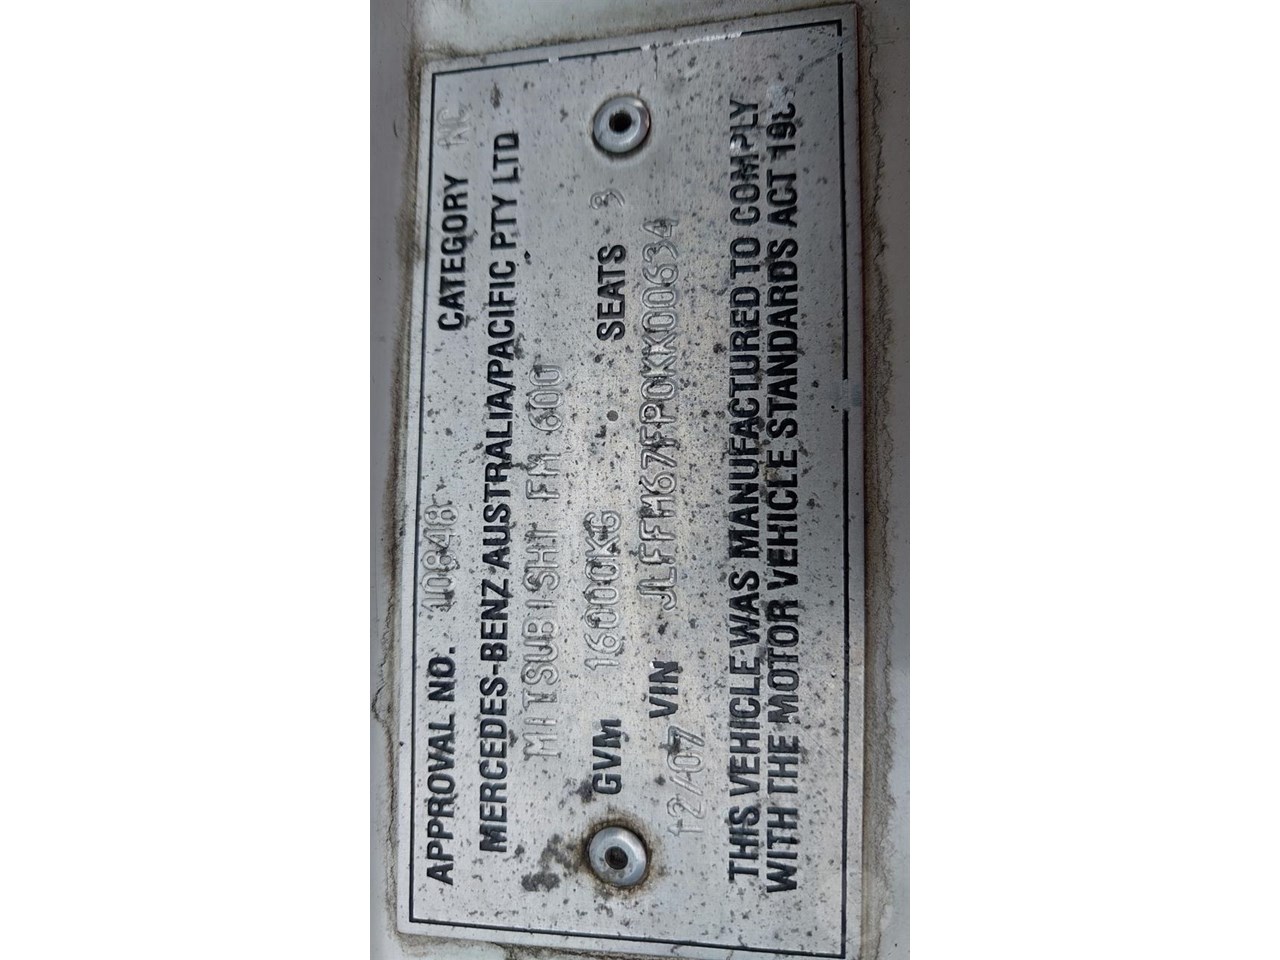 APPROVAL NO. 10848 CATEGORY NC
MERCEDES-BENZ AUSTRALIA/PACIFIC PTY LTD
MITSUBISHI FM 600
GVM 16000KG SEATS 3
12/07 VIN JLFFM67FP0KK00634
THIS VEHICLE WAS MANUFACTURED TO COMPLY
WITH THE MOTOR VEHICLE STANDARDS ACT